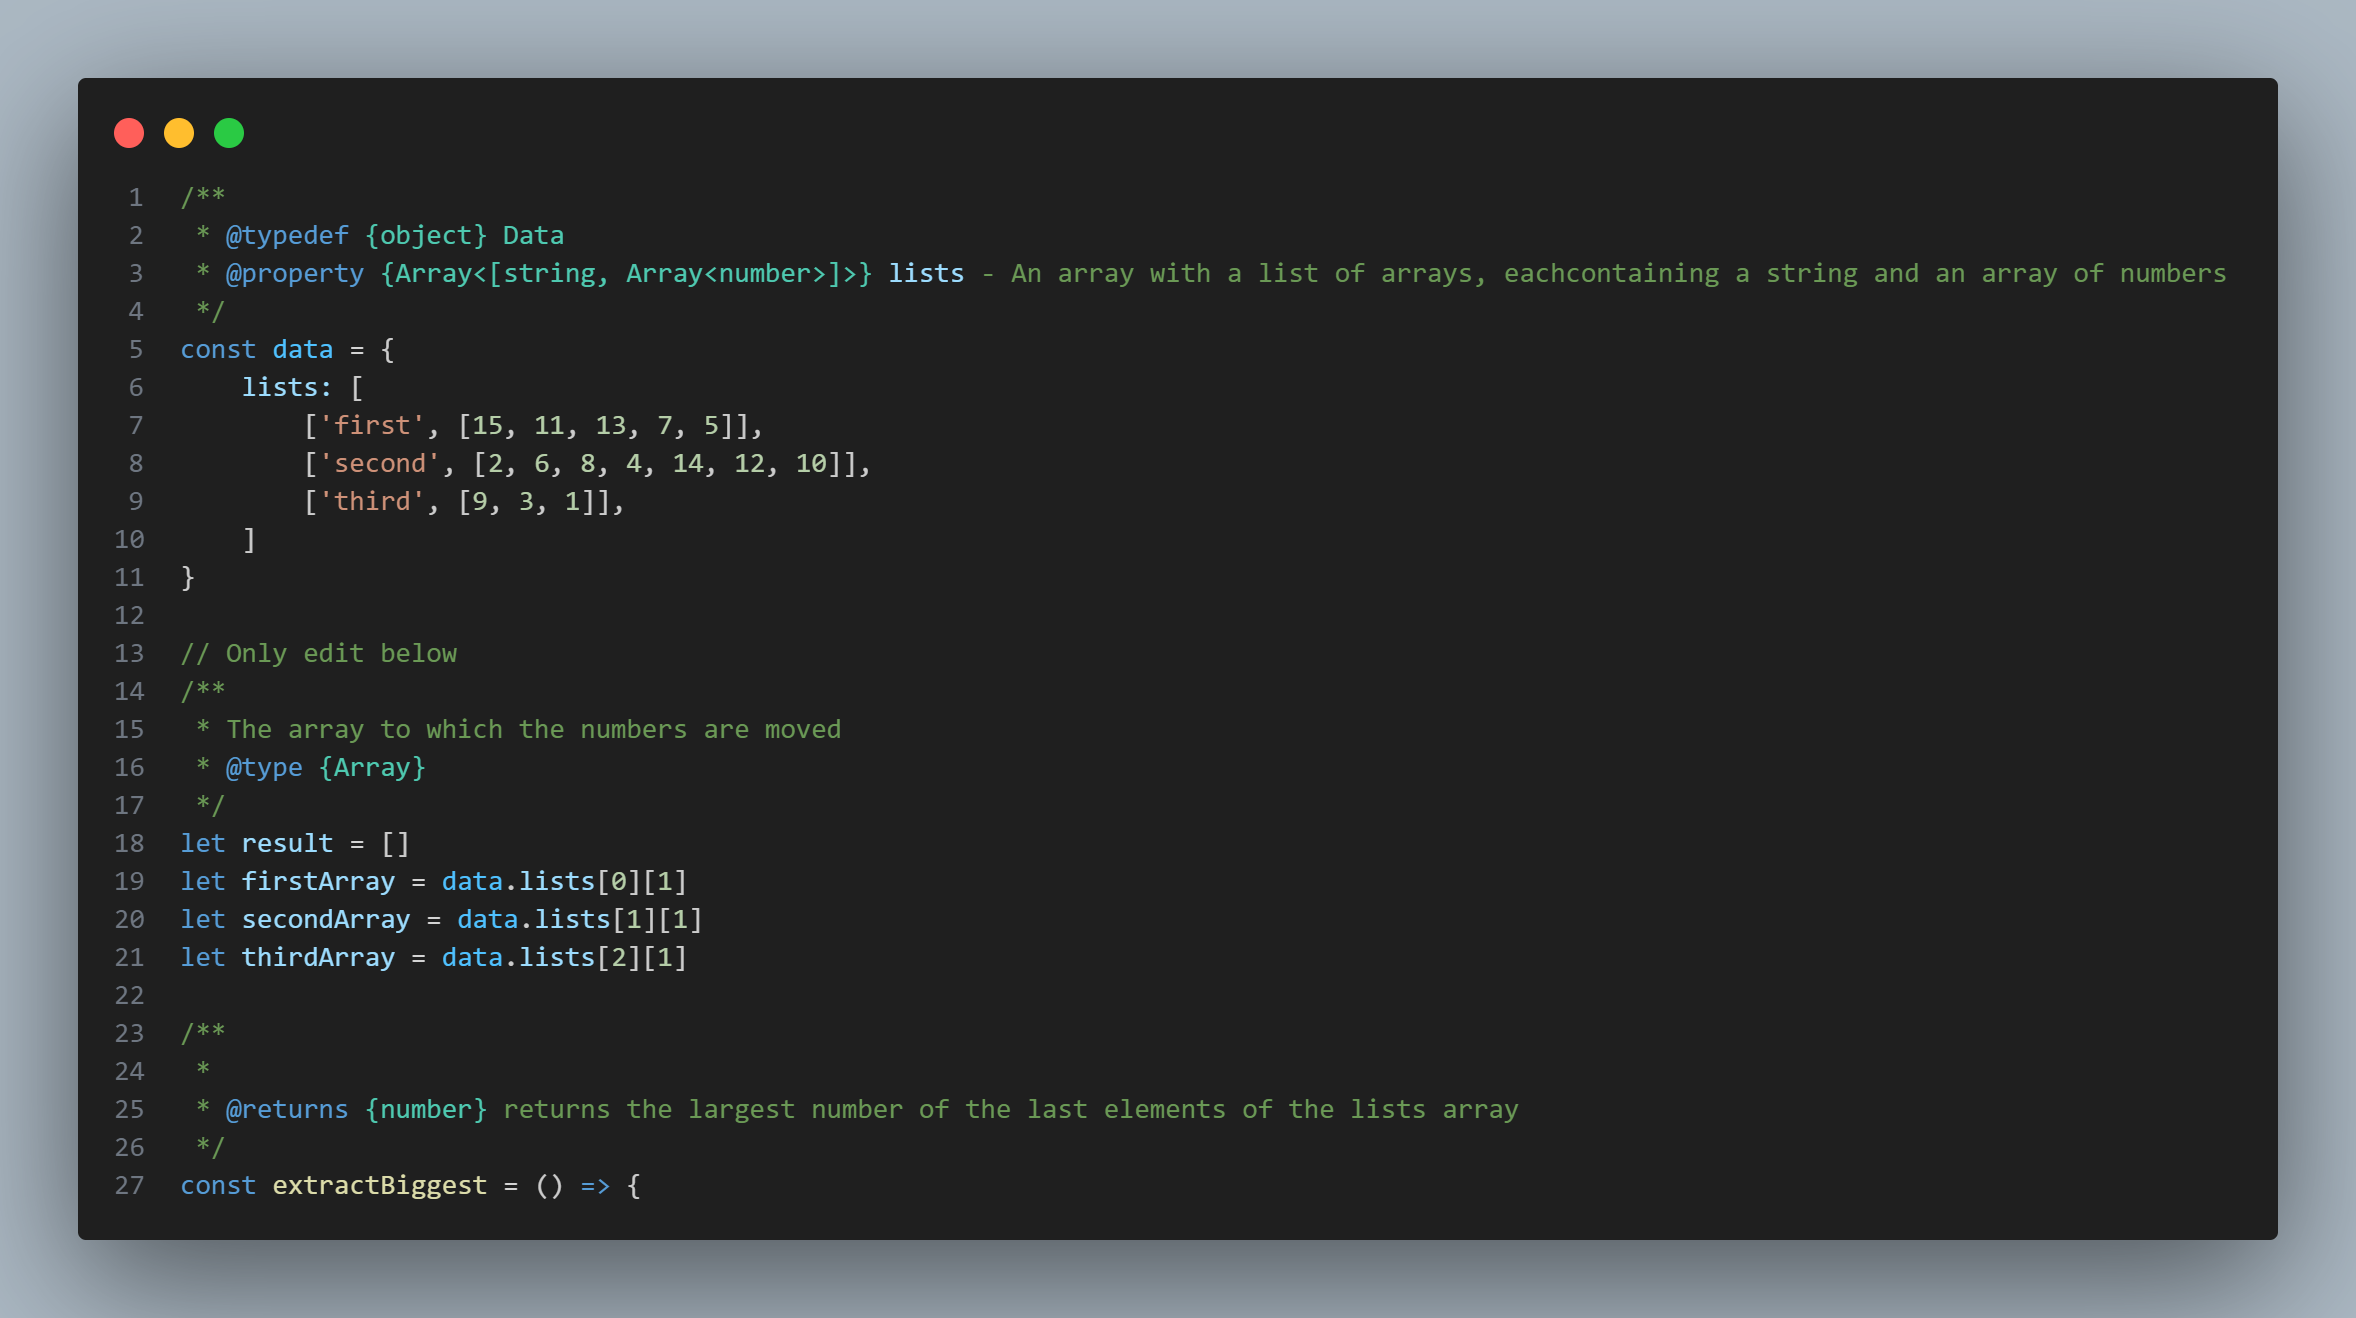 1 /**
2  * @typedef {object} Data
3  * @property {Array<[string, Array<number>]>} lists - An array with a list of arrays, eachcontaining a string and an array of numbers
4  */
5 const data = {
6     lists: [
7         ['first', [15, 11, 13, 7, 5]],
8         ['second', [2, 6, 8, 4, 14, 12, 10]],
9         ['third', [9, 3, 1]],
10     ]
11 }
12
13 // Only edit below
14 /**
15  * The array to which the numbers are moved
16  * @type {Array}
17  */
18 let result = []
19 let firstArray = data.lists[0][1]
20 let secondArray = data.lists[1][1]
21 let thirdArray = data.lists[2][1]
22
23 /**
24  *
25  * @returns {number} returns the largest number of the last elements of the lists array
26  */
27 const extractBiggest = () => {